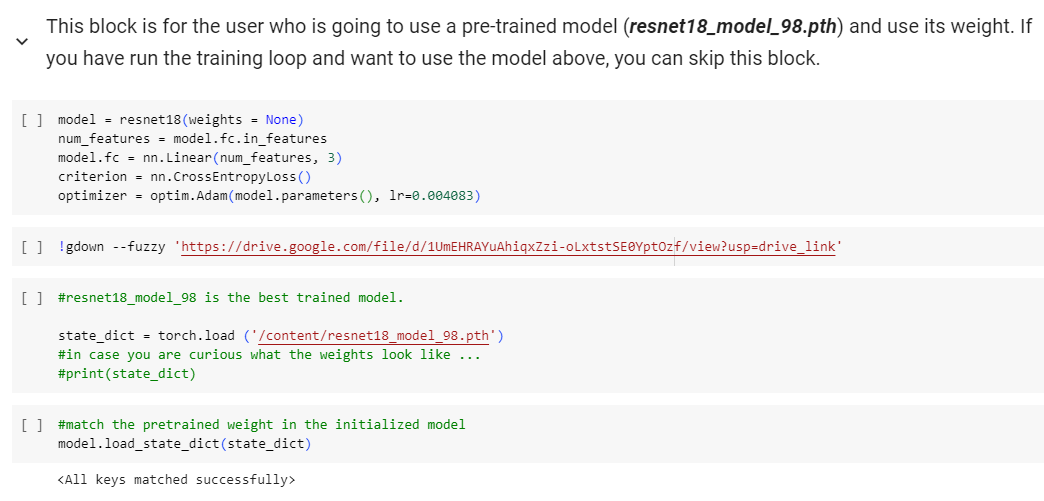 This block is for the user who is going to use a pre-trained model (resnet18_model_98.pth) and use its weight. If
you have run the training loop and want to use the model above, you can skip this block.
[ ] model = resnet18(weights = None)
num_features = model.fc.in_features
model.fc = nn.Linear(num_features, 3)
criterion = nn.CrossEntropyLoss()
optimizer = optim.Adam(model.parameters(), lr=0.004083)
[ ] !gdown --fuzzy 'https://drive.google.com/file/d/1UmEHRAYuAhiqxZzi-oLxtstSE0YptOzf/view?usp=drive_link'
[ ] #resnet18_model_98 is the best trained model.
state_dict = torch.load ('/content/resnet18_model_98.pth')
#in case you are curious what the weights look like ...
#print(state_dict)
[ ] #match the pretrained weight in the initialized model
model.load_state_dict(state_dict)
<All keys matched successfully>